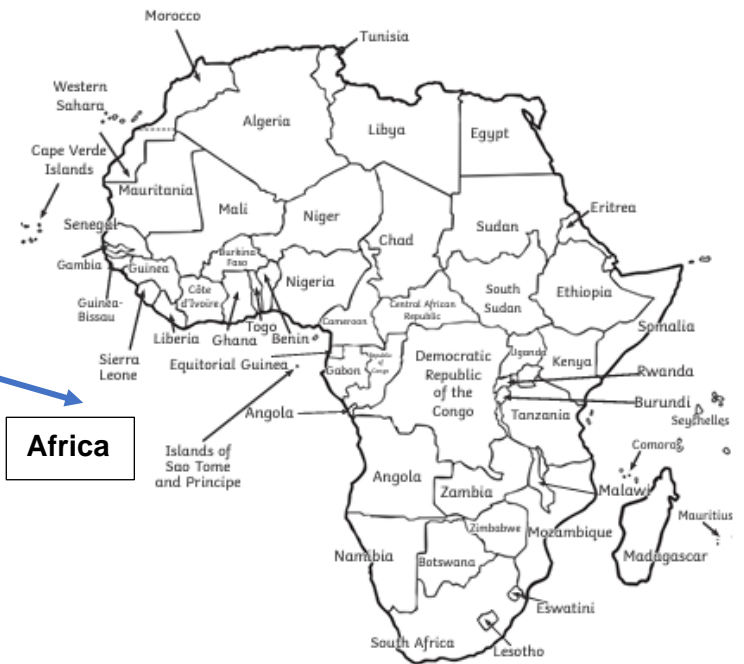 Morocco
Tunisia
Western
Sahara
Algeria
Libya
Egypt
Cape Verde
Islands
Mauritania
Mali
Niger
Chad
Sudan
Eritrea
Senegal
Gambia
Guinea
Burkina
Faso
Nigeria
Guinea-
Bissau
Côte
d'Ivoire
Central African
Republic
South
Sudan
Ethiopia
Somalia
Sierra
Leone
Liberia
Ghana
Togo
Benin
Cameroon
Equitorial Guinea
Gabon
Republic
of
Congo
Democratic
Republic
of the
Congo
Uganda
Kenya
Rwanda
Burundi
Tanzania
Seychelles
Africa
Angola
Islands of
Sao Tome
and Principe
Comoros
Angola
Zambia
Malawi
Mauritius
Zimbabwe
Mozambique
Madagascar
Namibia
Botswana
Eswatini
South Africa
Lesotho